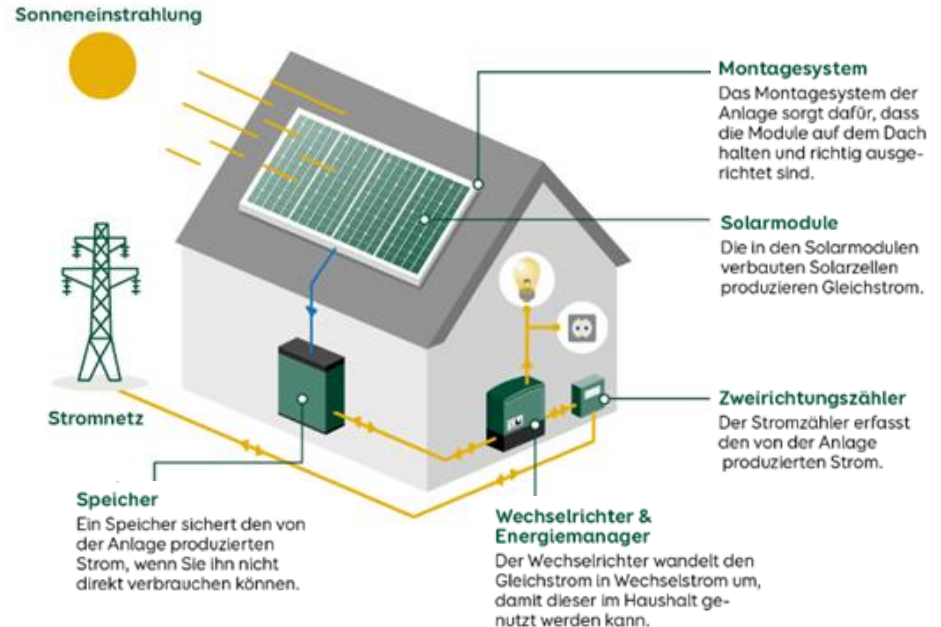 Sonneneinstrahlung
Montagesystem
Das Montagesystem der
Anlage sorgt dafür, dass
die Module auf dem Dach
halten und richtig ausge-
richtet sind.
Solarmodule
Die in den Solarmodulen
verbauten Solarzellen
produzieren Gleichstrom.
Zweirichtungszähler
Der Stromzähler erfasst
den von der Anlage
produzierten Strom.
Stromnetz
Speicher
Ein Speicher sichert den von
der Anlage produzierten
Strom, wenn Sie ihn nicht
direkt verbrauchen können.
Wechselrichter &
Energiemanager
Der Wechselrichter wandelt den
Gleichstrom in Wechselstrom um,
damit dieser im Haushalt ge-
nutzt werden kann.